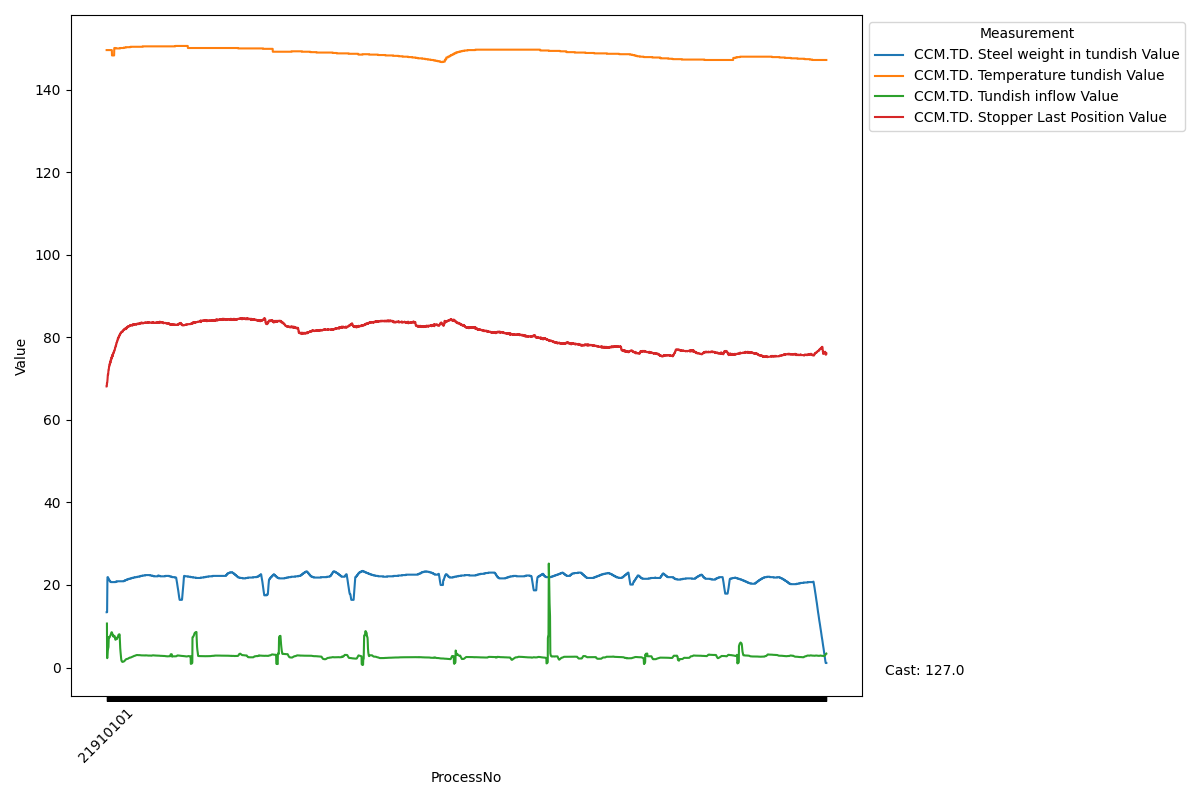 Measurement
CCM.TD. Steel weight in tundish Value
CCM.TD. Temperature tundish Value
CCM.TD. Tundish inflow Value
CCM.TD. Stopper Last Position Value
Value
140
120
100
80
60
40
20
0
21910101
ProcessNo
Cast: 127.0